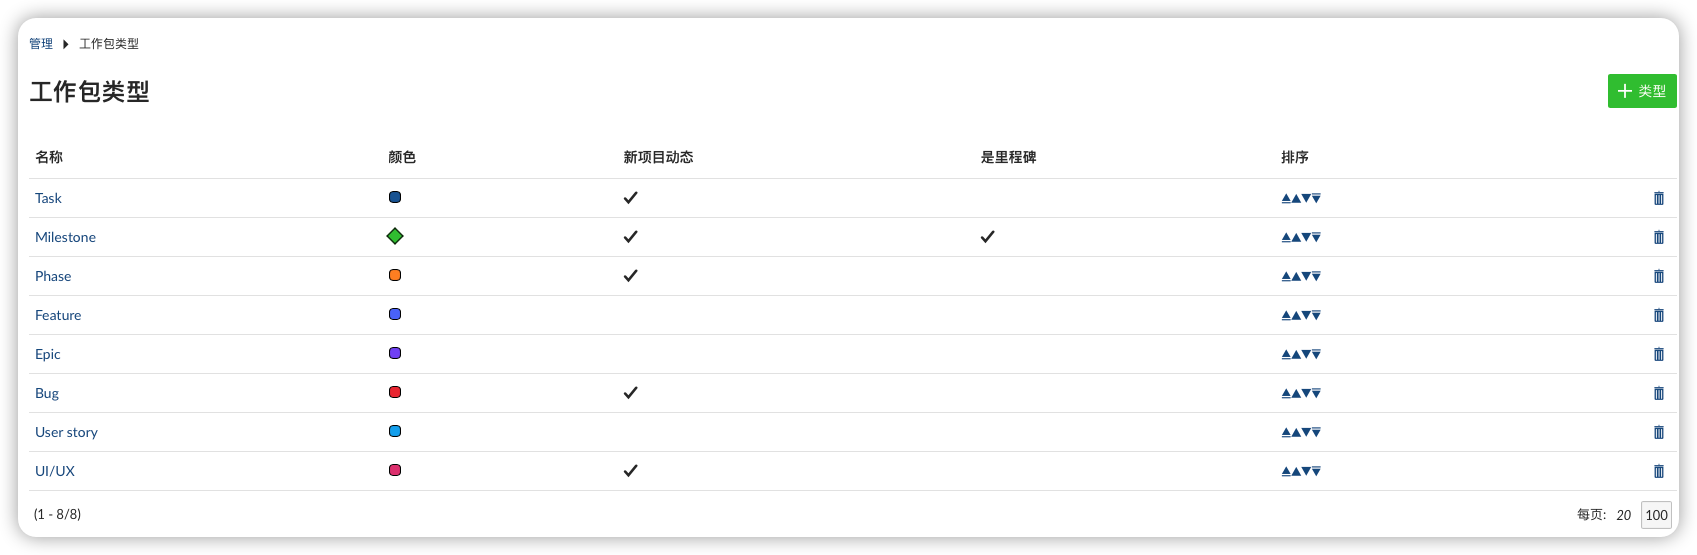 管理 工作包类型
工作包类型
类型
名称 颜色 新项目动态 是里程碑 排序
Task
Milestone
Phase
Feature
Epic
Bug
User story
UI/UX
(1 - 8/8) 每页: 20 100